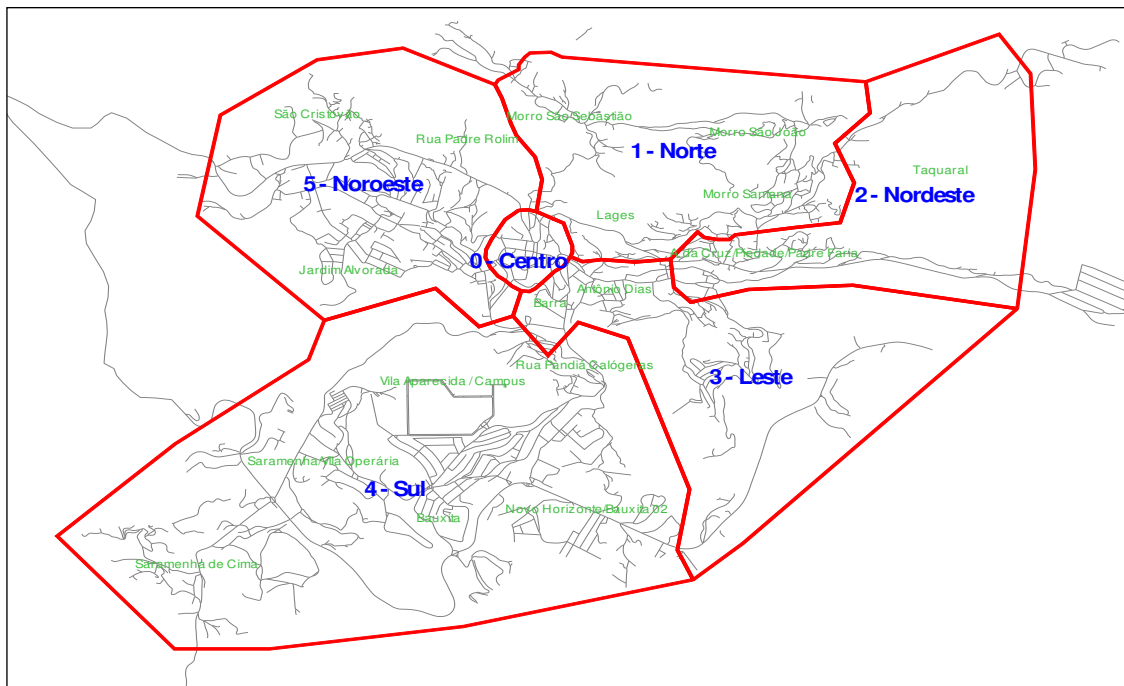 São Cristovão
Morro São Sebastião
Rua Padre Rolim
Morro São João
1 - Norte
Taquaral
5 - Noroeste
Morro Santana
2 - Nordeste
Lages
0 - Centro
A.da Cruz/Piedade/Padre Faria
Jardim Alvorada
Antônio Dias
Barra
Rua Pandiá Calógeras
3 - Leste
Vila Aparecida / Campus
Saramenha/Vila Operária
4 - Sul
Bauxita
Novo Horizonte/Bauxita 02
Saramenha de Cima